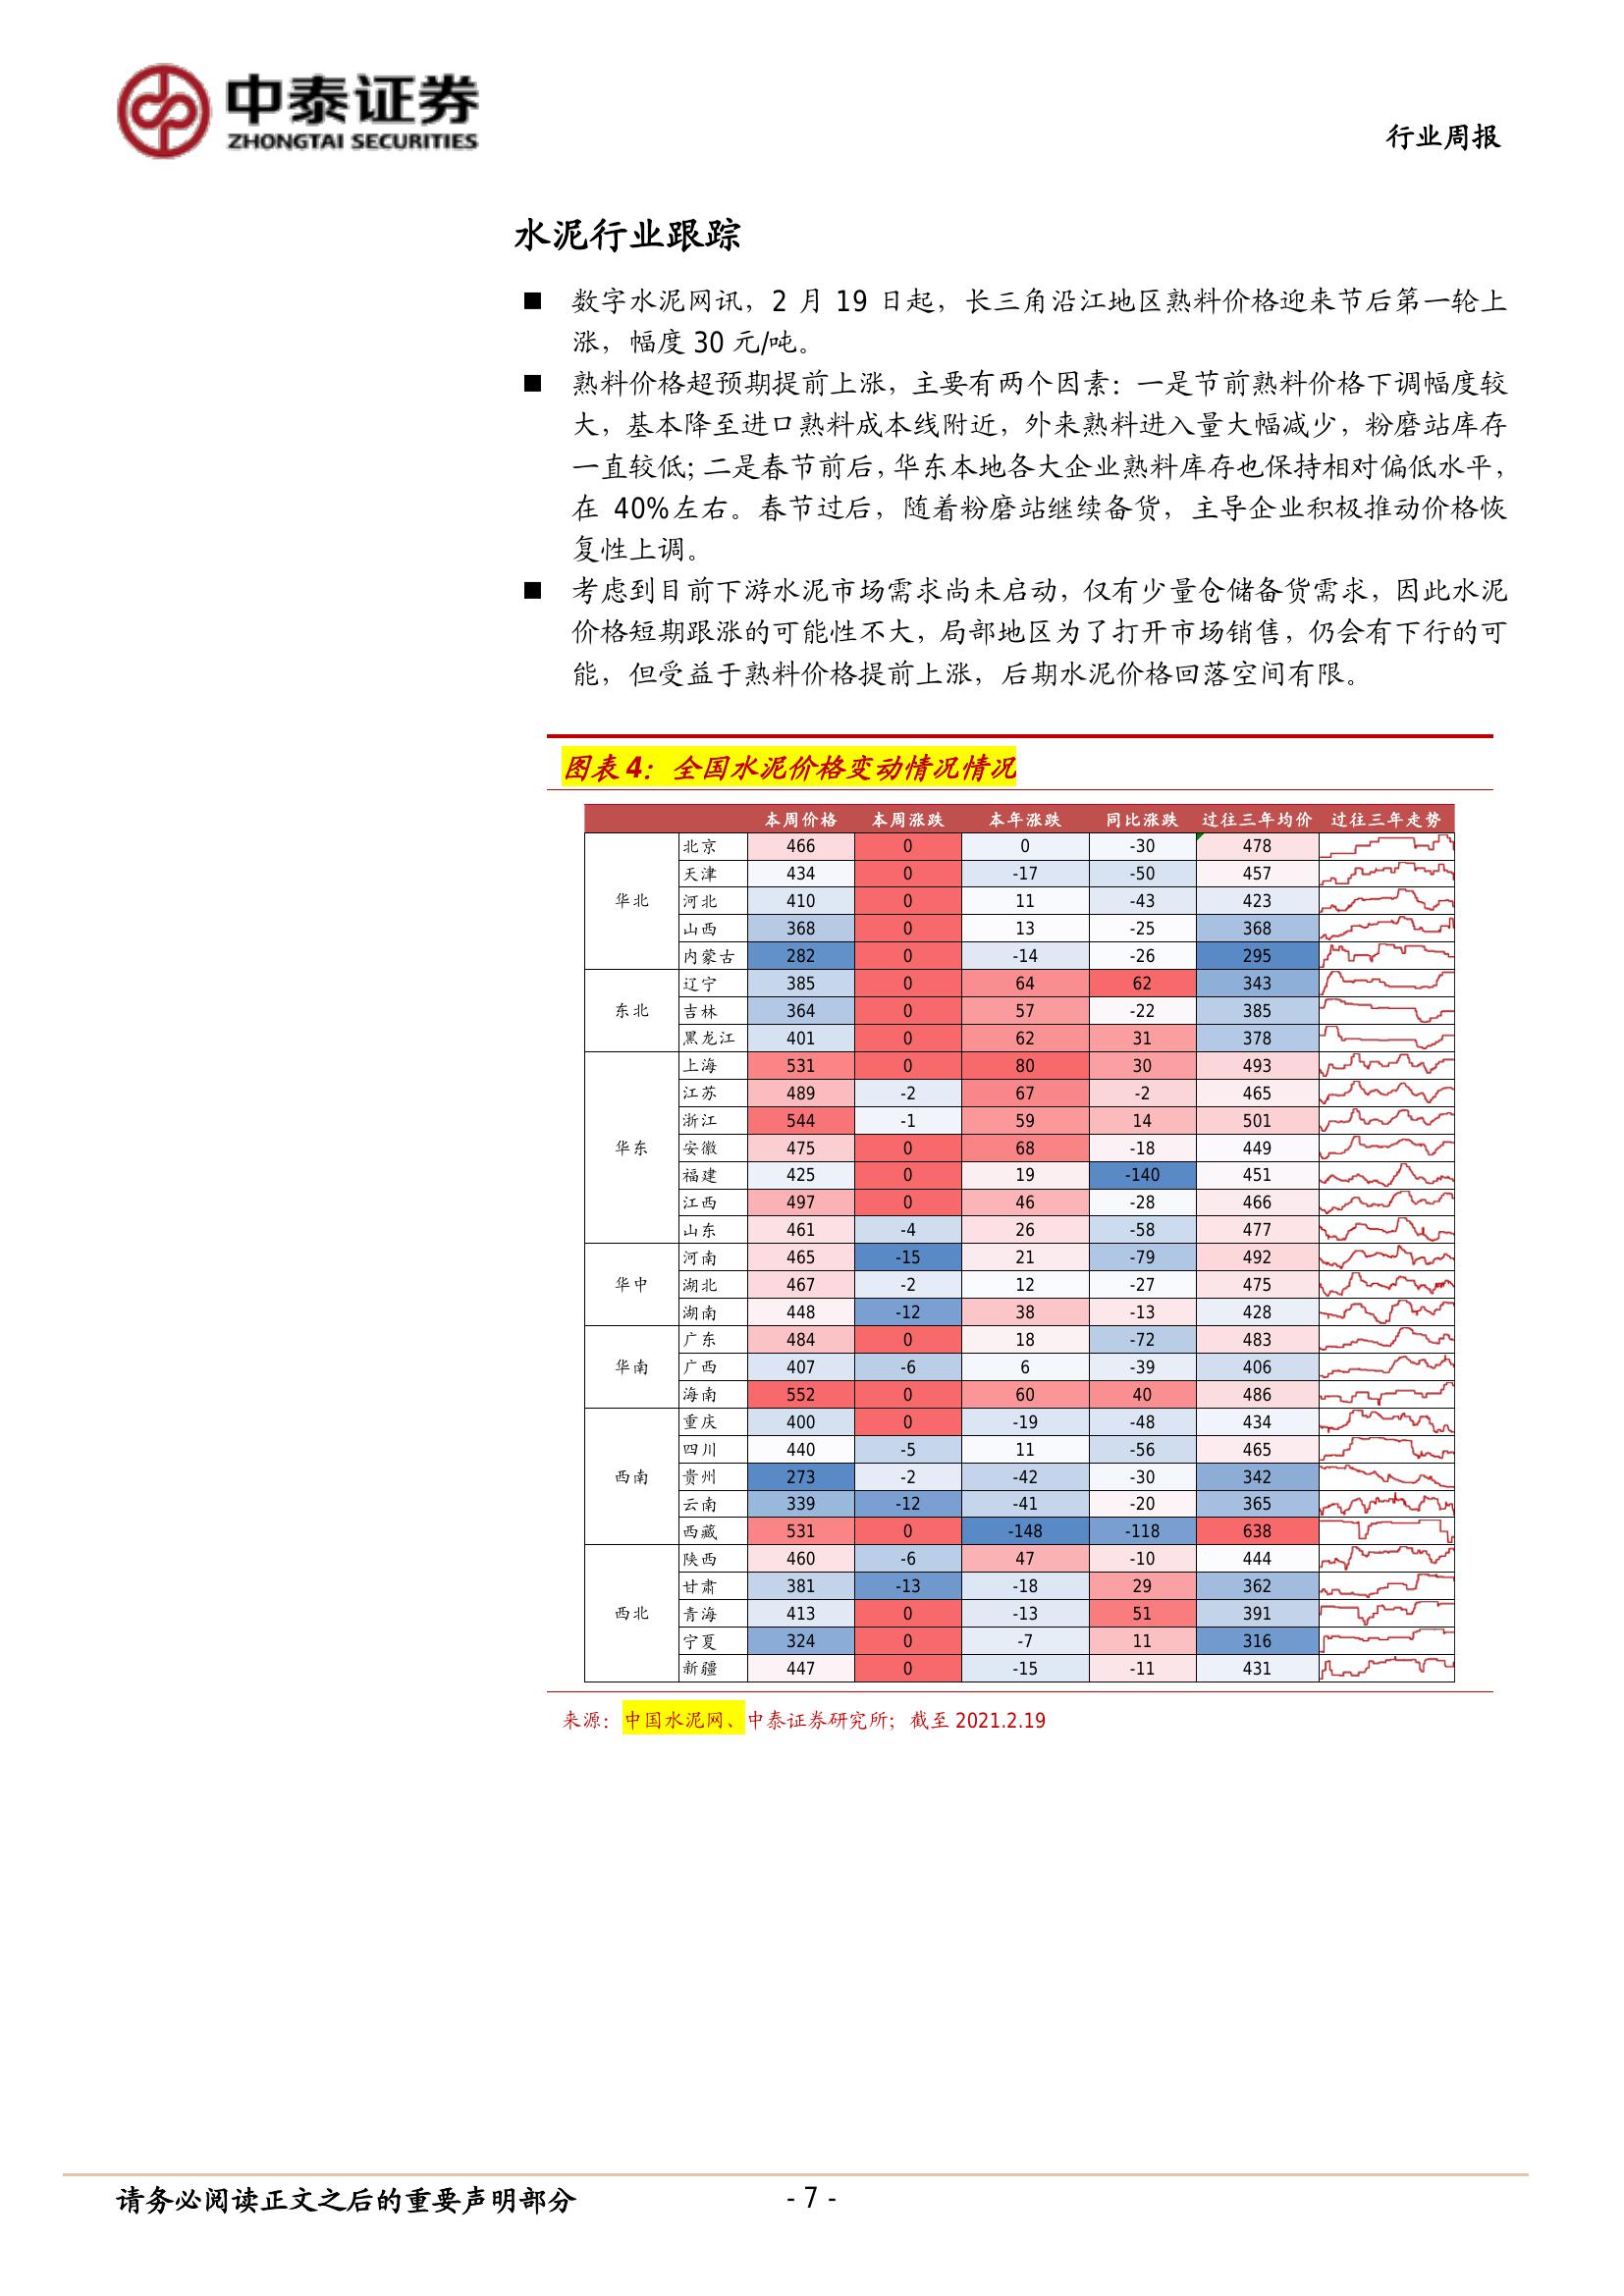 中泰证券
ZHONGTAI SECURITIES
行业周报
水泥行业跟踪
■ 数字水泥网讯，2 月 19 日起，长三角沿江地区熟料价格迎来节后第一轮上
涨，幅度 30 元/吨。
■ 熟料价格超预期提前上涨，主要有两个因素：一是节前熟料价格下调幅度较
大，基本降至进口熟料成本线附近，外来熟料进入量大幅减少，粉磨站库存
一直较低；二是春节前后，华东本地各大企业熟料库存也保持相对偏低水平，
在 40%左右。春节过后，随着粉磨站继续备货，主导企业积极推动价格恢
复性上调。
■ 考虑到目前下游水泥市场需求尚未启动，仅有少量仓储备货需求，因此水泥
价格短期跟涨的可能性不大，局部地区为了打开市场销售，仍会有下行的可
能，但受益于熟料价格提前上涨，后期水泥价格回落空间有限。
图表 4：全国水泥价格变动情况情况
本周价格 本周涨跌 本年涨跌 同比涨跌 过往三年均价 过往三年走势
华北
北京 466 0 0 -30 478
天津 434 0 -17 -50 457
河北 410 0 11 -43 423
山西 368 0 13 -25 368
内蒙古 282 0 -14 -26 295
东北
辽宁 385 0 64 62 343
吉林 364 0 57 -22 385
黑龙江 401 0 62 31 378
华东
上海 531 0 80 30 493
江苏 489 -2 67 -2 465
浙江 544 -1 59 14 501
安徽 475 0 68 -18 449
福建 425 0 19 -140 451
江西 497 0 46 -28 466
山东 461 -4 26 -58 477
华中
河南 465 -15 21 -79 492
湖北 467 -2 12 -27 475
湖南 448 -12 38 -13 428
华南
广东 484 0 18 -72 483
广西 407 -6 6 -39 406
海南 552 0 60 40 486
西南
重庆 400 0 -19 -48 434
四川 440 -5 11 -56 465
贵州 273 -2 -42 -30 342
云南 339 -12 -41 -20 365
西藏 531 0 -148 -118 638
西北
陕西 460 -6 47 -10 444
甘肃 381 -13 -18 29 362
青海 413 0 -13 51 391
宁夏 324 0 -7 11 316
新疆 447 0 -15 -11 431
来源：中国水泥网、中泰证券研究所；截至 2021.2.19
请务必阅读正文之后的重要声明部分
- 7 -